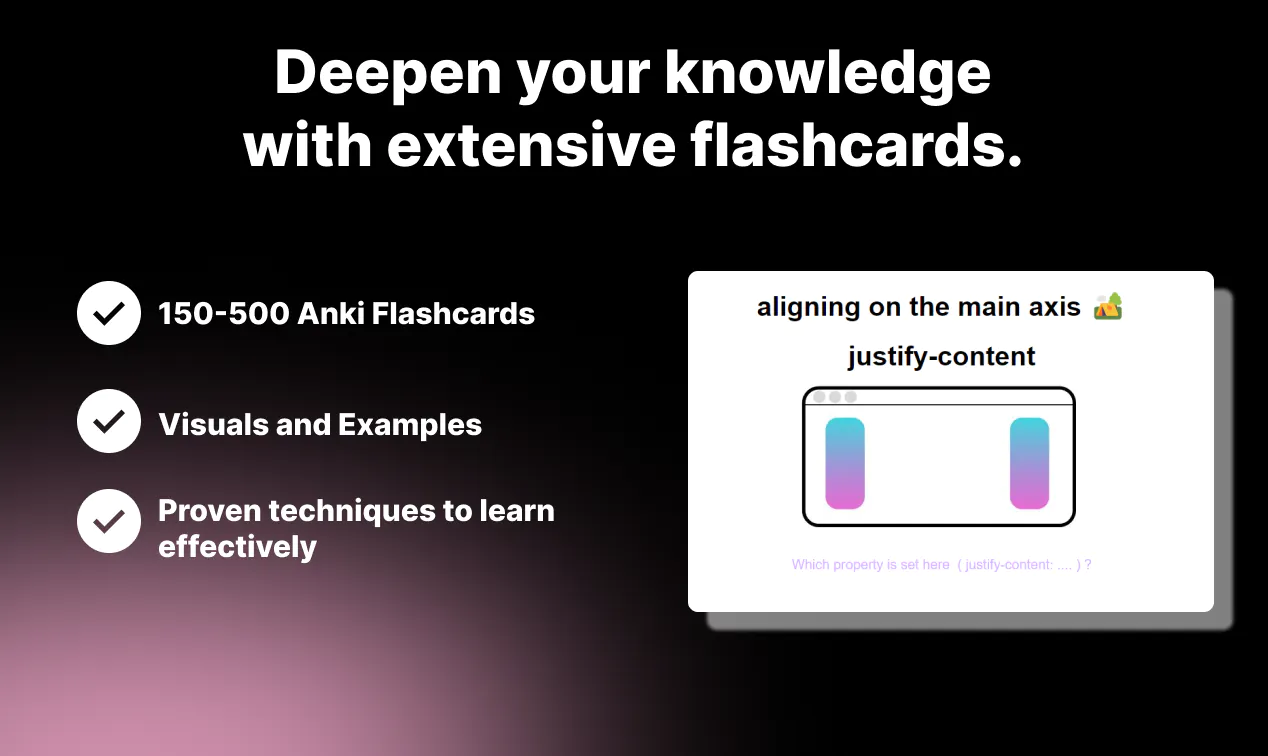 Deepen your knowledge
with extensive flashcards.
150-500 Anki Flashcards
Visuals and Examples
Proven techniques to learn
effectively
aligning on the main axis 🏕️
justify-content
Which property is set here ( justify-content: .... ) ?